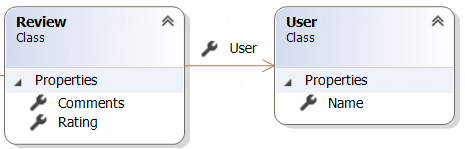 Review
Class
Properties
Comments
Rating
User
User
Class
Properties
Name